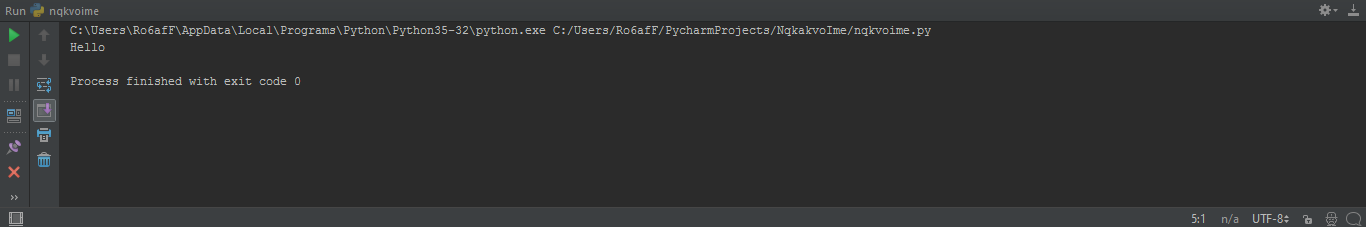 Run nqkvoime
C:\Users\Ro6afF\AppData\Local\Programs\Python\Python35-32\python.exe C:/Users/Ro6afF/PycharmProjects/NqkakvoIme/nqkvoime.py
Hello
Process finished with exit code 0
5:1 n/a UTF-8